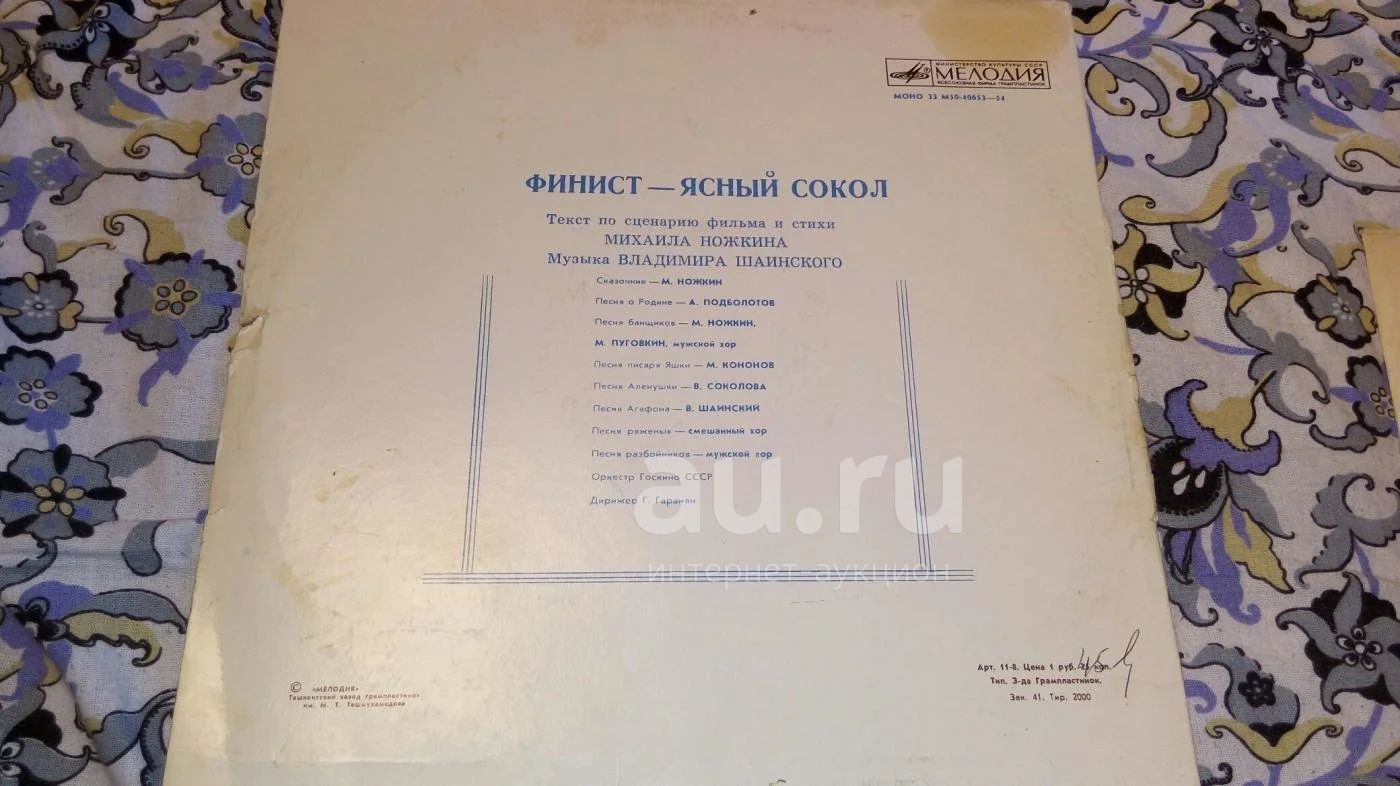 МИНИСТЕРСТВО КУЛЬТУРЫ СССР
МЕЛОДИЯ
ВСЕСОЮЗНАЯ ФИРМА ГРАМПЛАСТИНОК
МОНО 33 М50-40653—54
ФИНИСТ — ЯСНЫЙ СОКОЛ
Текст по сценарию фильма и стихи
МИХАИЛА НОЖКИНА
Музыка ВЛАДИМИРА ШАИНСКОГО
Сказочник — М. НОЖКИН
Песня о Родине — А. ПОДБОЛОТОВ
Песня банщиков — М. НОЖКИН,
М. ПУГОВКИН, мужской хор
Песня писаря Яшки — М. КОНОНОВ
Песня Аленушки — В. СОКОЛОВА
Песня Агафона — В. ШАИНСКИЙ
Песня ряженых — смешанный хор
Песня разбойников — мужской хор
Оркестр Госкино СССР
Дирижер Г. Гаранян
au.ru
интернет аукцион
© «МЕЛОДИЯ»
Ташкентский завод грампластинок
им. М. Т. Ташмухамедова
Арт. 11-8. Цена 1 руб. коп.
Тип. З-да Грампластинок.
Зак. 41. Тир. 2000